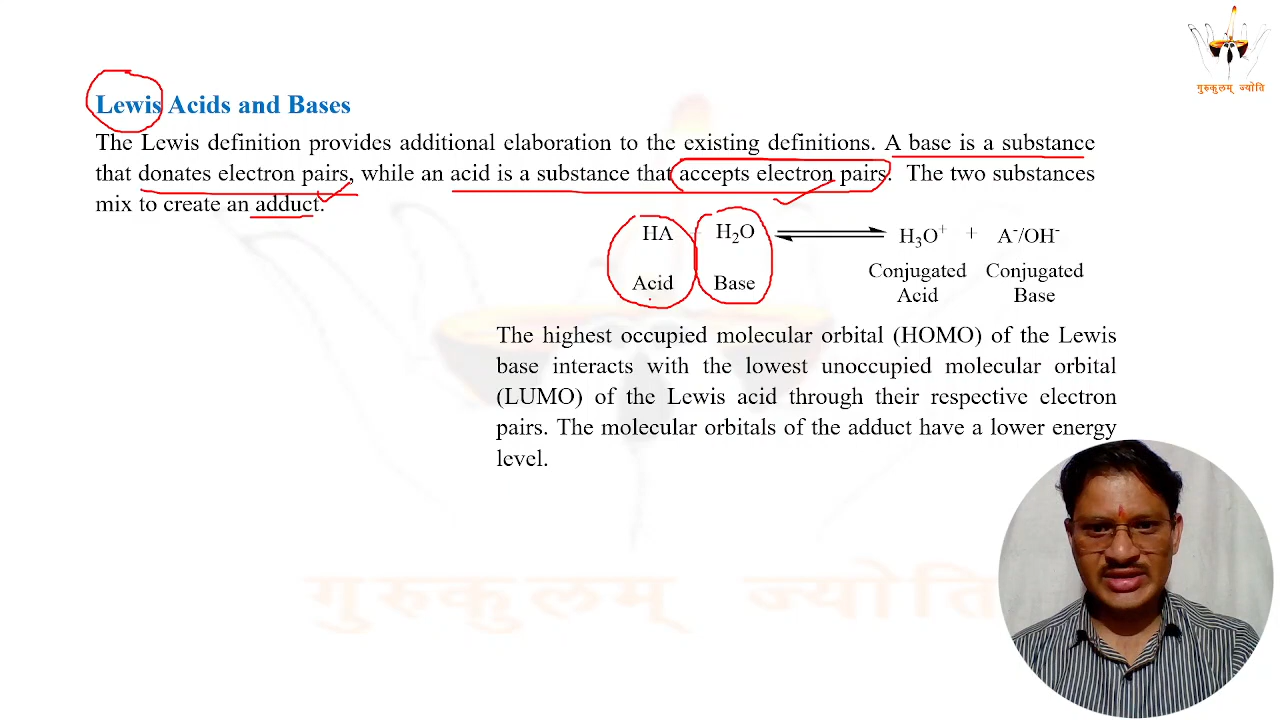 गुरुकुलम् ज्योति
Lewis Acids and Bases
The Lewis definition provides additional elaboration to the existing definitions. A base is a substance
that donates electron pairs, while an acid is a substance that accepts electron pairs. The two substances
mix to create an adduct.
HA H₂O ⇌ H₃O⁺ + A⁻/OH⁻
Acid Base Conjugated Conjugated
Acid Base
The highest occupied molecular orbital (HOMO) of the Lewis
base interacts with the lowest unoccupied molecular orbital
(LUMO) of the Lewis acid through their respective electron
pairs. The molecular orbitals of the adduct have a lower energy
level.
गुरुकुलम् ज्योति